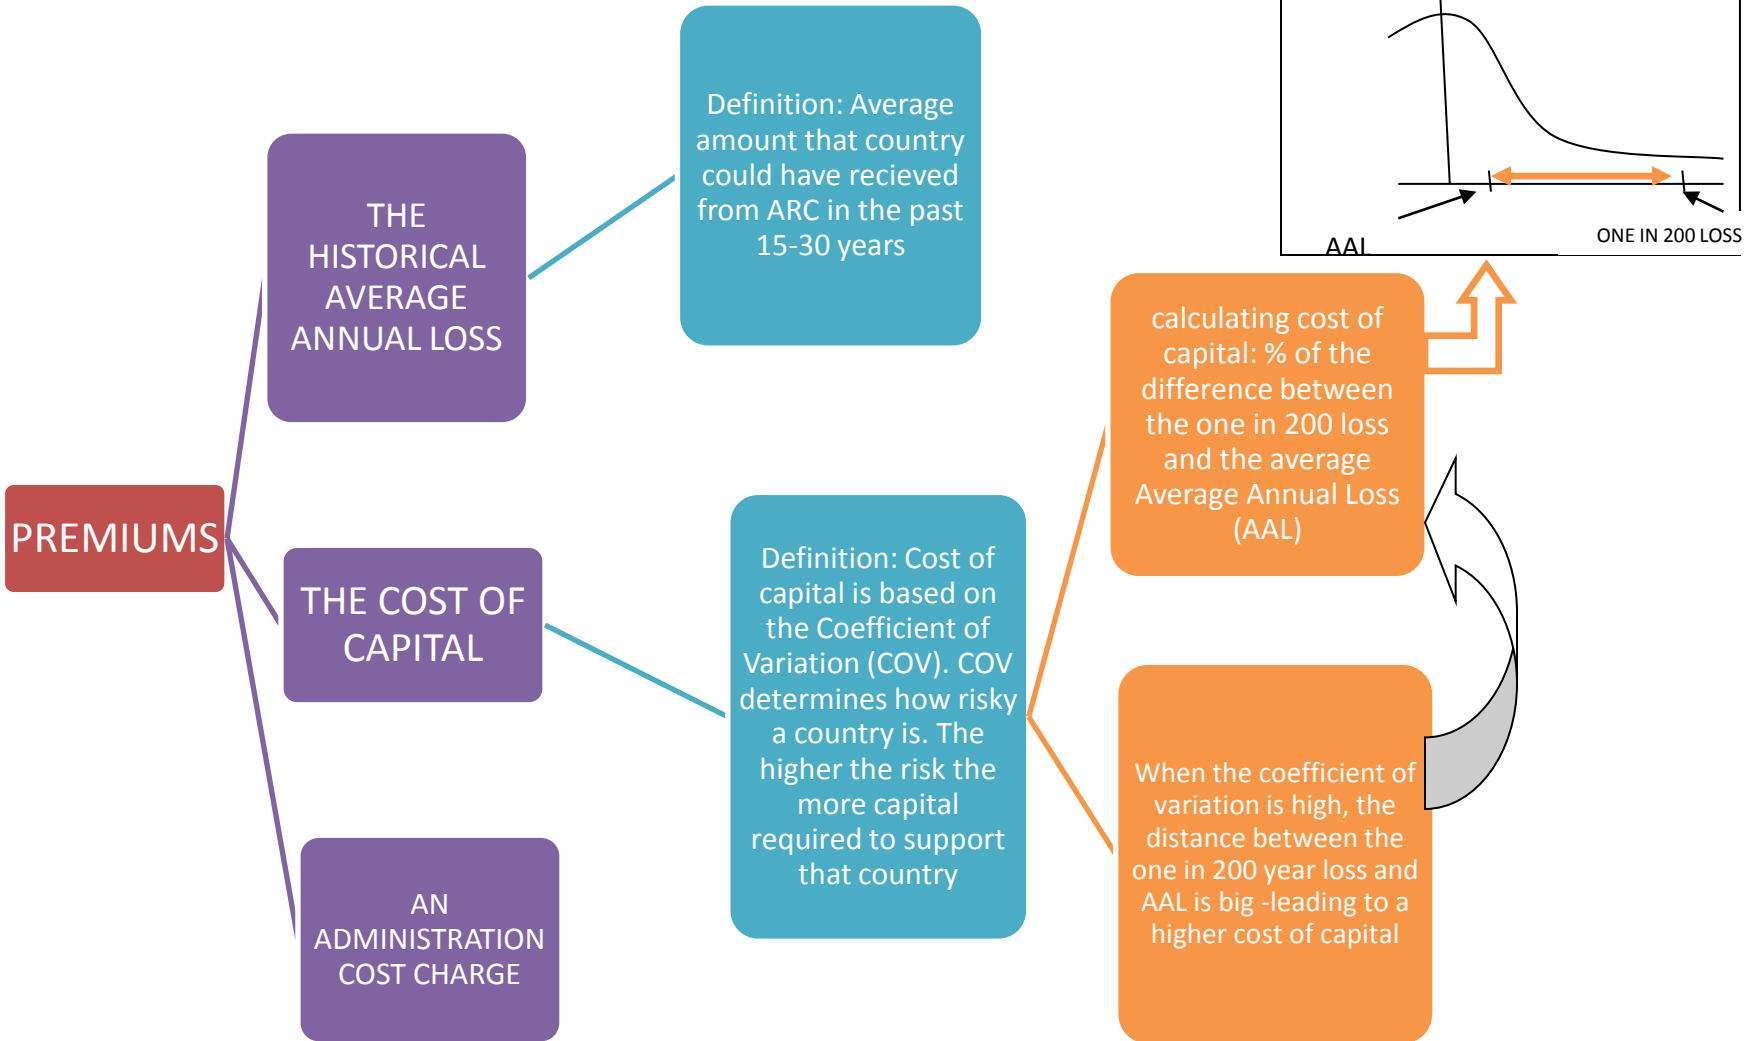 PREMIUMS
THE
HISTORICAL
AVERAGE
ANNUAL LOSS
THE COST OF
CAPITAL
AN
ADMINISTRATION
COST CHARGE
Definition: Average
amount that country
could have recieved
from ARC in the past
15-30 years
Definition: Cost of
capital is based on
the Coefficient of
Variation (COV). COV
determines how risky
a country is. The
higher the risk the
more capital
required to support
that country
calculating cost of
capital: % of the
difference between
the one in 200 loss
and the average
Average Annual Loss
(AAL)
When the coefficient of
variation is high, the
distance between the
one in 200 year loss and
AAL is big -leading to a
higher cost of capital
AAL
ONE IN 200 LOSS